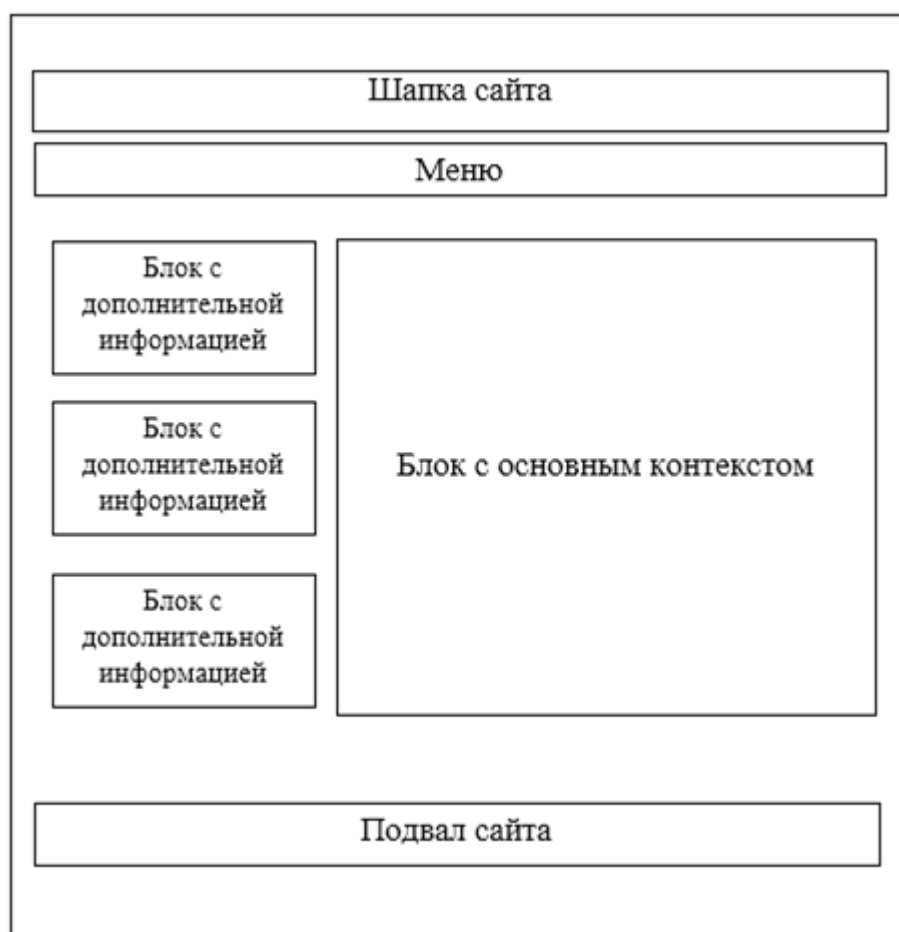 Шапка сайта
Меню
Блок с
дополнительной
информацией
Блок с
дополнительной
информацией
Блок с
дополнительной
информацией
Блок с основным контекстом
Подвал сайта